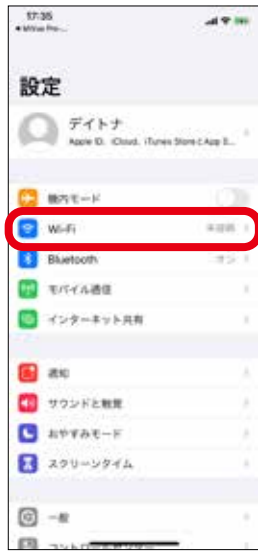 17:35
設定
デイトナ
Apple ID、iCloud、iTunes StoreとApp S...
機内モード
Wi-Fi
未接続
Bluetooth
オン
モバイル通信
インターネット共有
通知
サウンドと触覚
おやすみモード
スクリーンタイム
一般